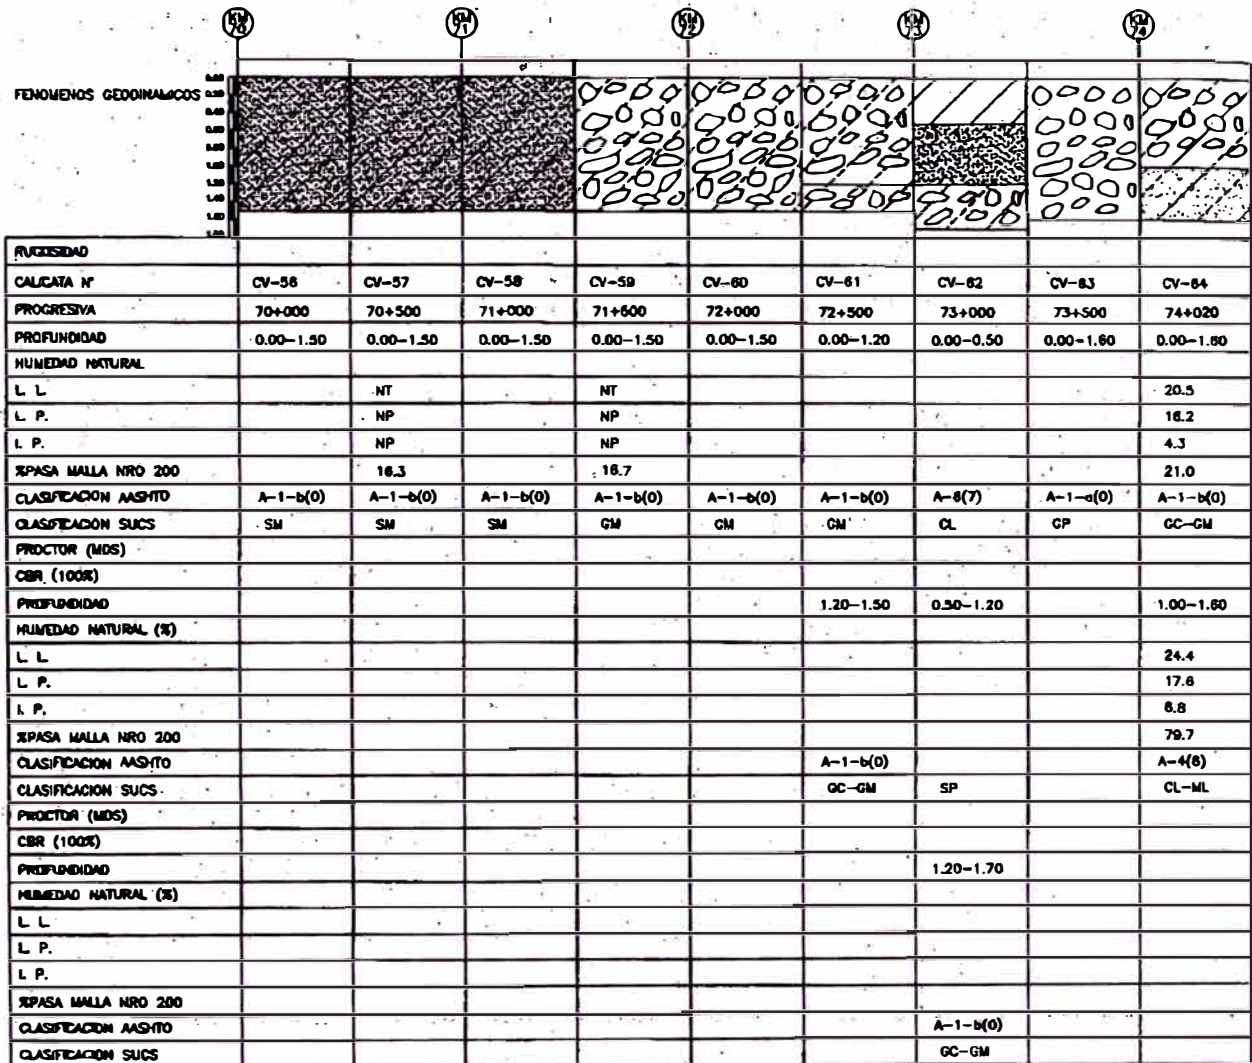 KM 70 KM 71 KM 72 KM 73 KM 74
FENOMENOS GEODINAMICOS
RUGOSIDAD
CALICATA N° CV-56 CV-57 CV-58 CV-59 CV-60 CV-61 CV-62 CV-63 CV-64
PROGRESIVA 70+000 70+500 71+000 71+600 72+000 72+500 73+000 73+500 74+020
PROFUNDIDAD 0.00-1.50 0.00-1.50 0.00-1.50 0.00-1.50 0.00-1.50 0.00-1.20 0.00-0.50 0.00-1.60 0.00-1.60
HUMEDAD NATURAL
L. L. NT NT 20.5
L. P. NP NP 16.2
I. P. NP NP 4.3
%PASA MALLA NRO 200 16.3 16.7 21.0
CLASIFICACION AASHTO A-1-b(0) A-1-b(0) A-1-b(0) A-1-b(0) A-1-b(0) A-1-b(0) A-6(7) A-1-a(0) A-1-b(0)
CLASIFICACION SUCS SM SM SM GM GM GM CL GP GC-GM
PROCTOR (MDS)
CBR (100%)
PROFUNDIDAD 1.20-1.50 0.50-1.20 1.00-1.60
HUMEDAD NATURAL (%)
L. L. 24.4
L. P. 17.6
I. P. 6.8
%PASA MALLA NRO 200 79.7
CLASIFICACION AASHTO A-1-b(0) A-4(6)
CLASIFICACION SUCS GC-GM SP CL-ML
PROCTOR (MDS)
CBR (100%)
PROFUNDIDAD 1.20-1.70
HUMEDAD NATURAL (%)
L. L.
L. P.
I. P.
%PASA MALLA NRO 200
CLASIFICACION AASHTO A-1-b(0)
CLASIFICACION SUCS GC-GM